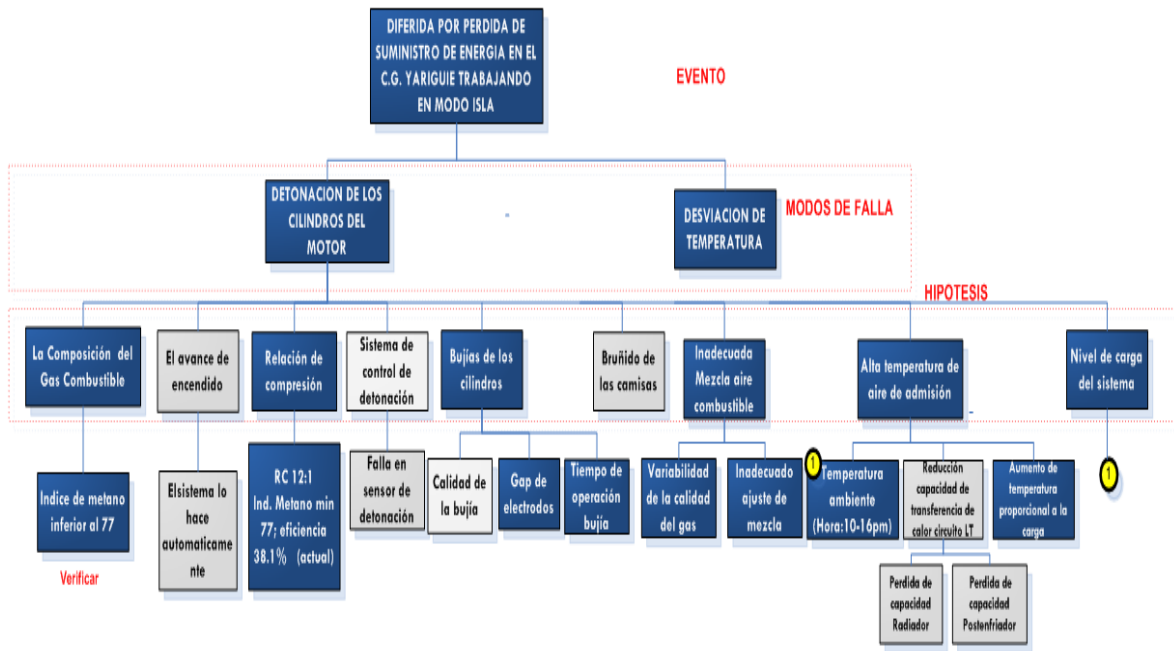 DIFERIDA POR PERDIDA DE
SUMINISTRO DE ENERGIA EN EL
C.G. YARIGUIE TRABAJANDO
EN MODO ISLA
EVENTO
DETONACION DE LOS
CILINDROS DEL
MOTOR
DESVIACION DE
TEMPERATURA
MODOS DE FALLA
HIPOTESIS
La Composición del
Gas Combustible
El avance de
encendido
Relación de
compresión
Sistema de
control de
detonación
Bujías de los
cilindros
Bruñido de
las camisas
Inadecuada
Mezcla aire
combustible
Alta temperatura de
aire de admisión
Nivel de carga
del sistema
Indice de metano
inferior al 77
Verificar
Elsistema lo
hace
automaticame
nte
RC 12:1
Ind. Metano min
77; eficiencia
38.1% (actual)
Falla en
sensor de
detonación
Calidad de
la bujía
Gap de
electrodos
Tiempo de
operación
bujía
Variabilidad
de la calidad
del gas
Inadecuado
ajuste de
mezcla
1
Temperatura
ambiente
(Hora:10-16pm)
Reducción
capacidad de
transferencia de
calor circuito LT
Aumento de
temperatura
proporcional a la
carga
1
Perdida de
capacidad
Radiador
Perdida de
capacidad
Postenfriador